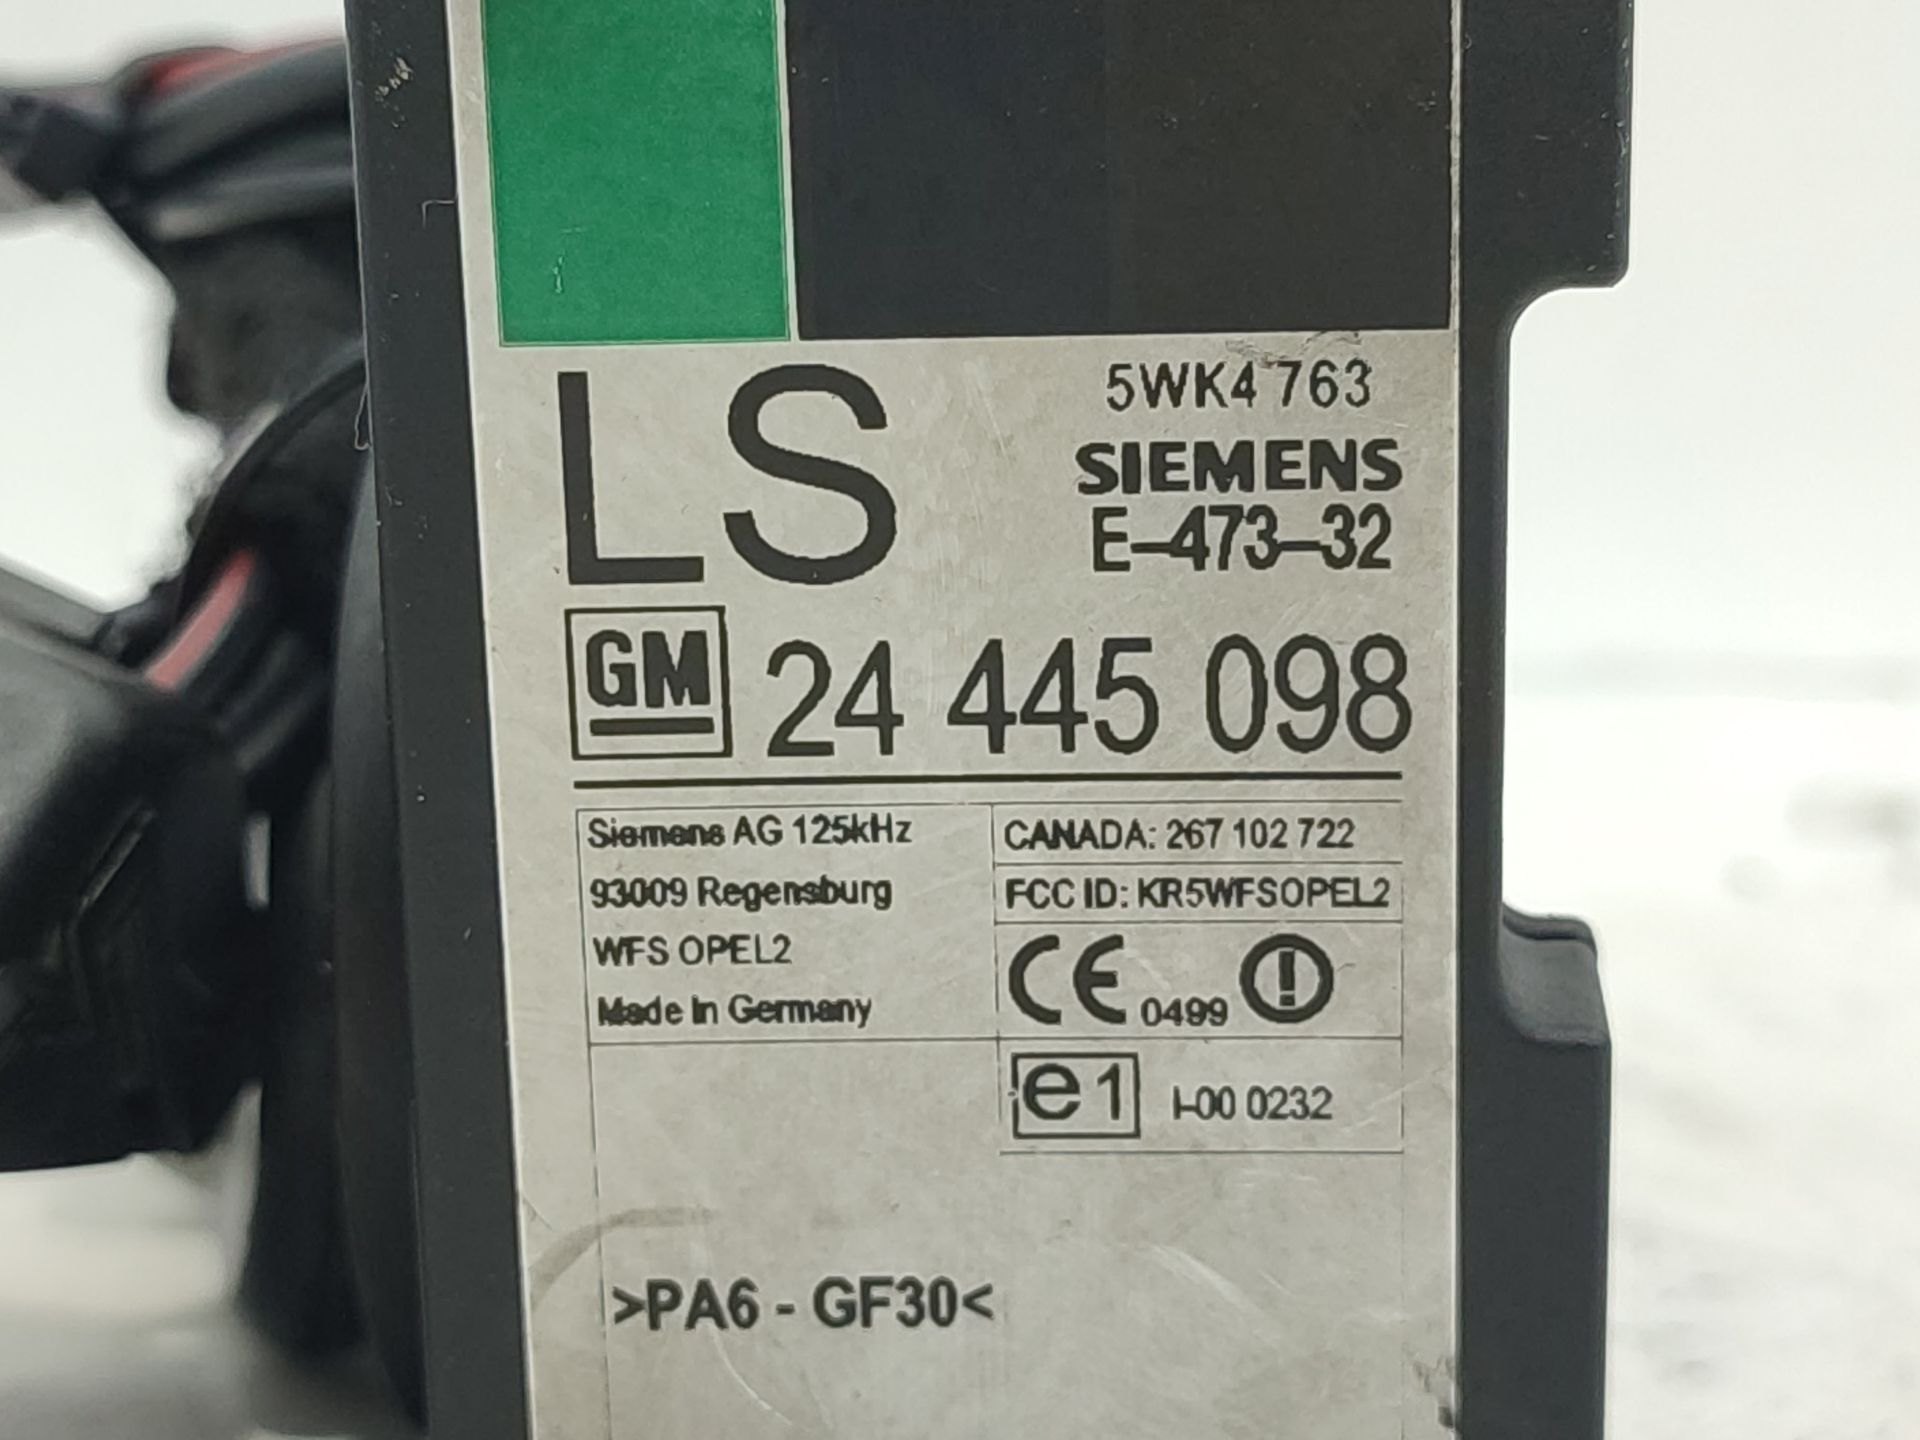 LS
5WK4 763
SIEMENS
E-473-32
GM 24 445 098
Siemens AG 125kHz
93009 Regensburg
WFS OPEL2
Made In Germany
CANADA: 267 102 722
FCC ID: KR5WFSOPEL2
CE 0499
e1 I-00 0232
>PA6 - GF30<